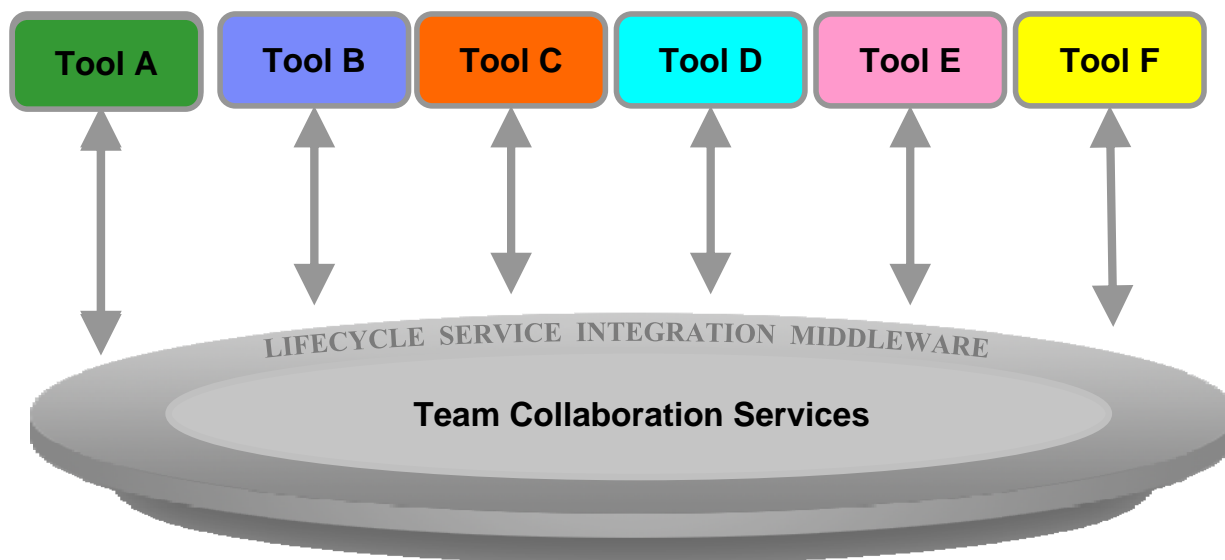 Tool A
Tool B
Tool C
Tool D
Tool E
Tool F
LIFECYCLE SERVICE INTEGRATION MIDDLEWARE
Team Collaboration Services